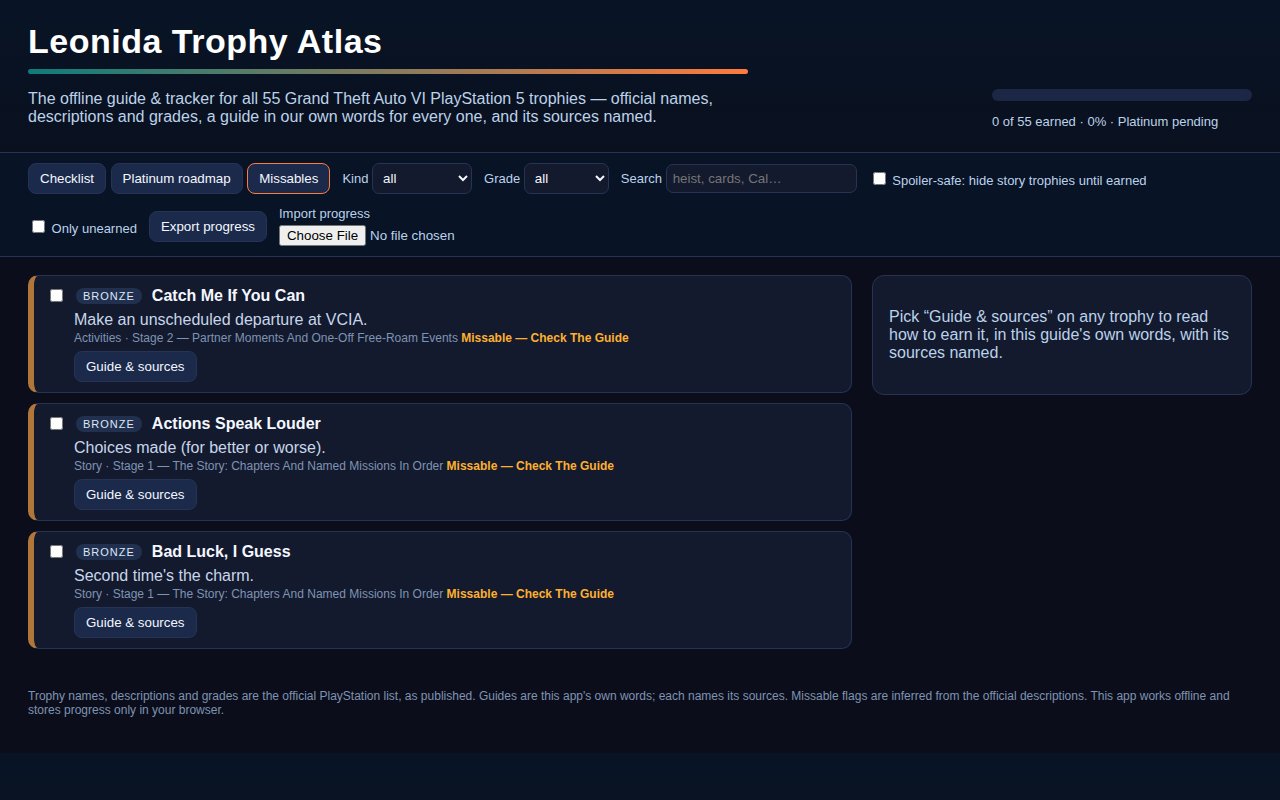 Leonida Trophy Atlas
The offline guide & tracker for all 55 Grand Theft Auto VI PlayStation 5 trophies — official names,
descriptions and grades, a guide in our own words for every one, and its sources named.
0 of 55 earned · 0% · Platinum pending
Checklist Platinum roadmap Missables Kind all Grade all Search heist, cards, Cal… Spoiler-safe: hide story trophies until earned
Only unearned Export progress Import progress
Choose File No file chosen
BRONZE Catch Me If You Can
Make an unscheduled departure at VCIA.
Activities · Stage 2 — Partner Moments And One-Off Free-Roam Events Missable — Check The Guide
Guide & sources
BRONZE Actions Speak Louder
Choices made (for better or worse).
Story · Stage 1 — The Story: Chapters And Named Missions In Order Missable — Check The Guide
Guide & sources
BRONZE Bad Luck, I Guess
Second time's the charm.
Story · Stage 1 — The Story: Chapters And Named Missions In Order Missable — Check The Guide
Guide & sources
Pick “Guide & sources” on any trophy to read
how to earn it, in this guide's own words, with its
sources named.
Trophy names, descriptions and grades are the official PlayStation list, as published. Guides are this app's own words; each names its sources. Missable flags are inferred from the official descriptions. This app works offline and
stores progress only in your browser.